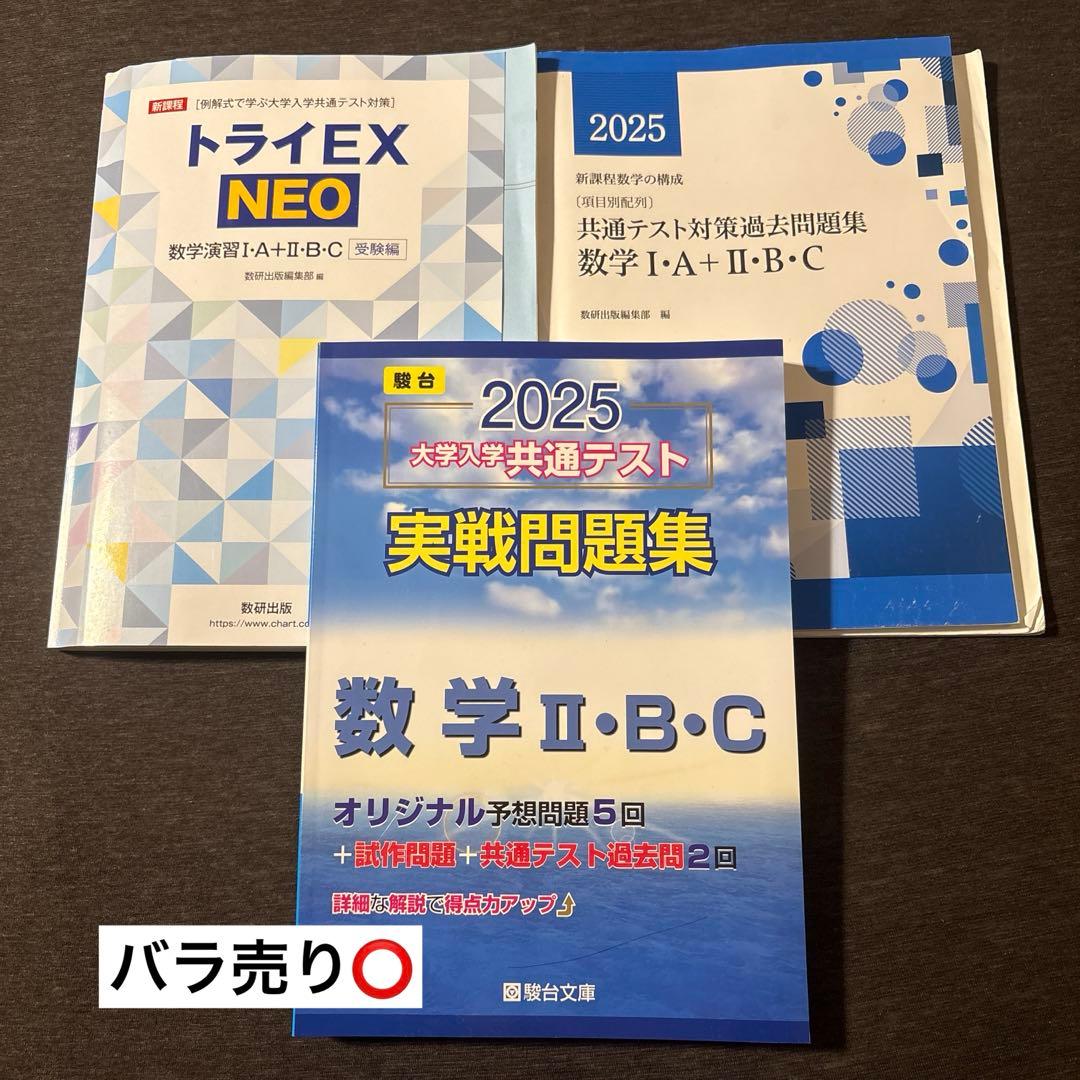 新課程 [例解式で学ぶ大学入学共通テスト対策]
トライEX
NEO
数学演習Ⅰ・A+Ⅱ・B・C 受験編
数研出版編集部 編
数研出版
https://www.chart.co
2025
新課程数学の構成
〔項目別配列〕
共通テスト対策過去問題集
数学Ⅰ・A+Ⅱ・B・C
数研出版編集部 編
駿台
2025
大学入学共通テスト
実戦問題集
数学Ⅱ・B・C
オリジナル予想問題5回
+試作問題+共通テスト過去問2回
詳細な解説で得点力アップ
駿台文庫
バラ売り⭕